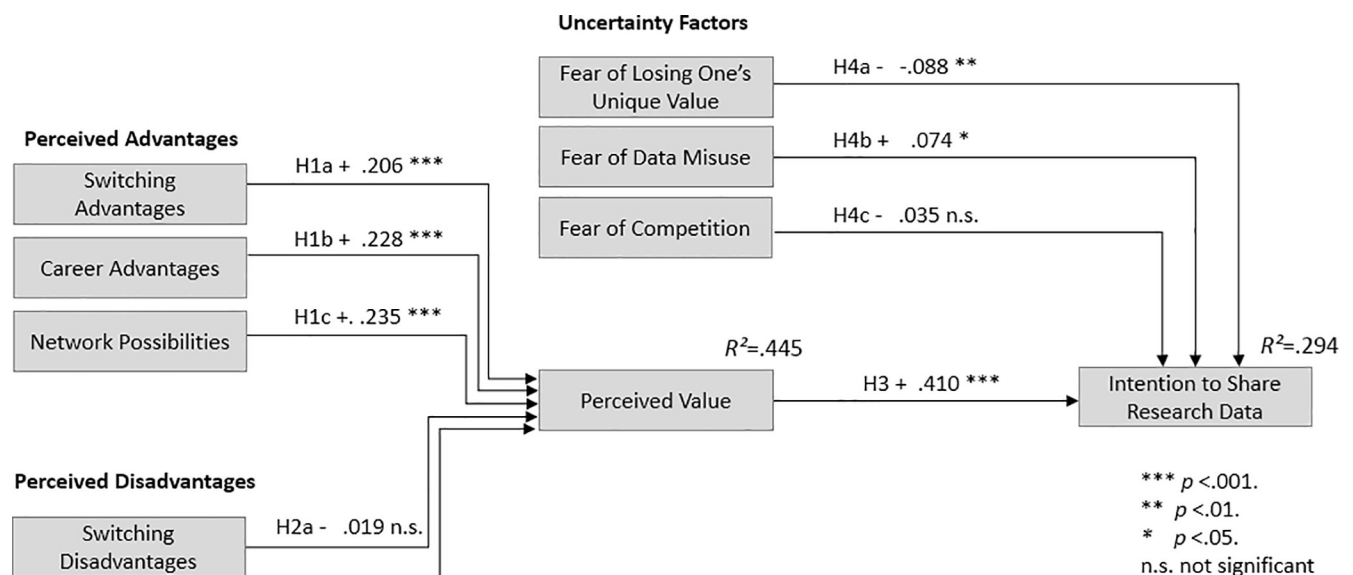 Uncertainty Factors
Fear of Losing One's
Unique Value
H4a - -.088 **
Fear of Data Misuse
H4b + .074 *
Fear of Competition
H4c - .035 n.s.
Perceived Advantages
Switching
Advantages
H1a + .206 ***
Career Advantages
H1b + .228 ***
Network Possibilities
H1c +. .235 ***
R²=.445
Perceived Value
H3 + .410 ***
R²=.294
Intention to Share
Research Data
Perceived Disadvantages
Switching
Disadvantages
H2a - .019 n.s.
*** p <.001.
** p <.01.
* p <.05.
n.s. not significant